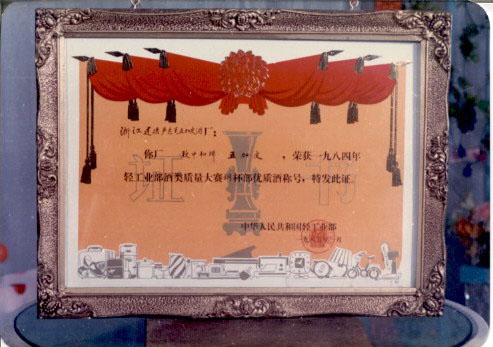 浙江建德严东关五加皮酒厂：
你厂 致中和牌 五加皮，荣获一九八四年
证
轻工业部酒类质量大赛杯部优质酒称号，特发此证。
中华人民共和国轻工业部